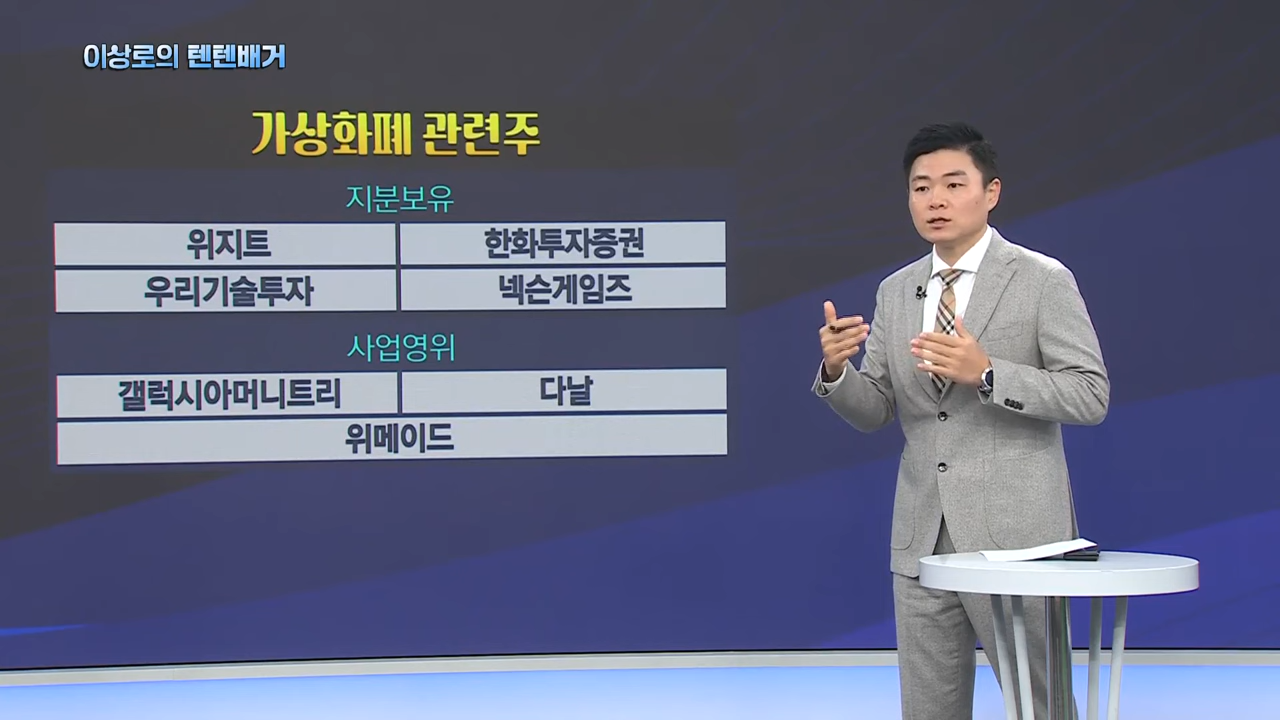 이상로의 텐텐배거
가상화폐 관련주
지분보유
위지트 한화투자증권
우리기술투자 넥슨게임즈
사업영위
갤럭시아머니트리 다날
위메이드